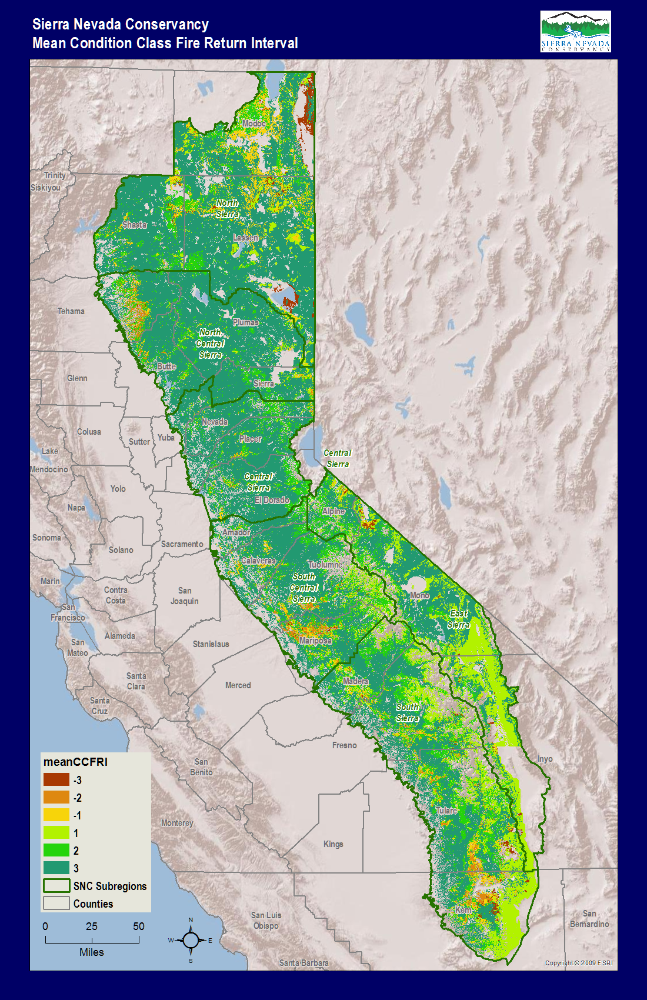 Sierra Nevada Conservancy
Mean Condition Class Fire Return Interval
SIERRA NEVADA
CONSERVANCY
Modoc
Trinity
Siskiyou
North
Sierra
Shasta
Lassen
Tehama
Plumas
North
Central
Sierra
Butte
Glenn
Sierra
Nevada
Colusa
Sutter
Yuba
Placer
Lake
Central
Sierra
Mendocino
Central
Sierra
Yolo
El Dorado
Napa
Alpine
Amador
Sonoma
Sacramento
Solano
Calaveras
Tuolumne
South
Central
Sierra
Marin
Contra
Costa
San
Joaquin
Mono
San
Francisco
East
Sierra
Alameda
San
Mateo
Stanislaus
Mariposa
Santa
Clara
Merced
Madera
Santa
Cruz
South
Sierra
Fresno
Inyo
San
Benito
Monterey
Tulare
Kings
Kern
San Luis
Obispo
San
Bernardino
Santa Barbara
meanCCFRI
-3
-2
-1
1
2
3
SNC Subregions
Counties
0 25 50
Miles
N
W E
S
Copyright:© 2009 ESRI